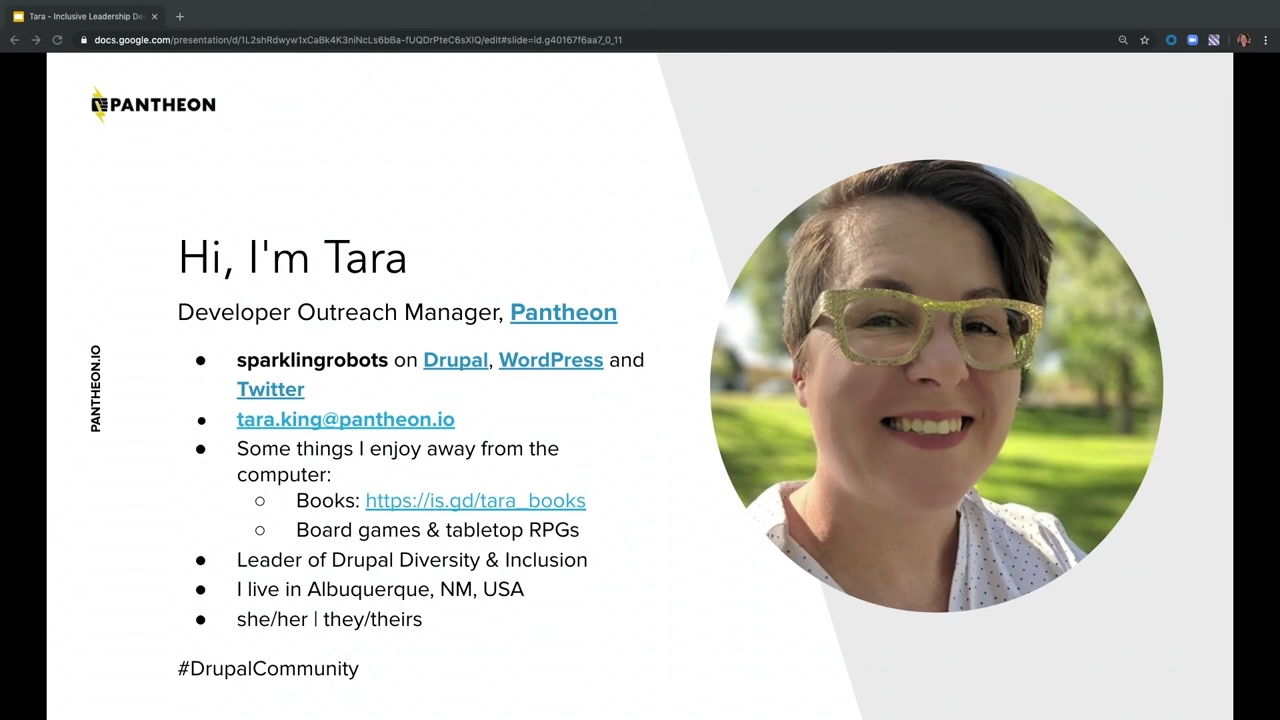 Tara - Inclusive Leadership De
docs.google.com/presentation/d/1L2shRdwyw1xCaBk4K3niNcLs6bBa-fUQDrPteC6sXIQ/edit#slide=id.g40167f6aa7_0_11
PANTHEON
Hi, I'm Tara
Developer Outreach Manager, Pantheon
● sparklingrobots on Drupal, WordPress and
Twitter
● tara.king@pantheon.io
● Some things I enjoy away from the
computer:
○ Books: https://is.gd/tara_books
○ Board games & tabletop RPGs
● Leader of Drupal Diversity & Inclusion
● I live in Albuquerque, NM, USA
● she/her | they/theirs
#DrupalCommunity
PANTHEON.IO